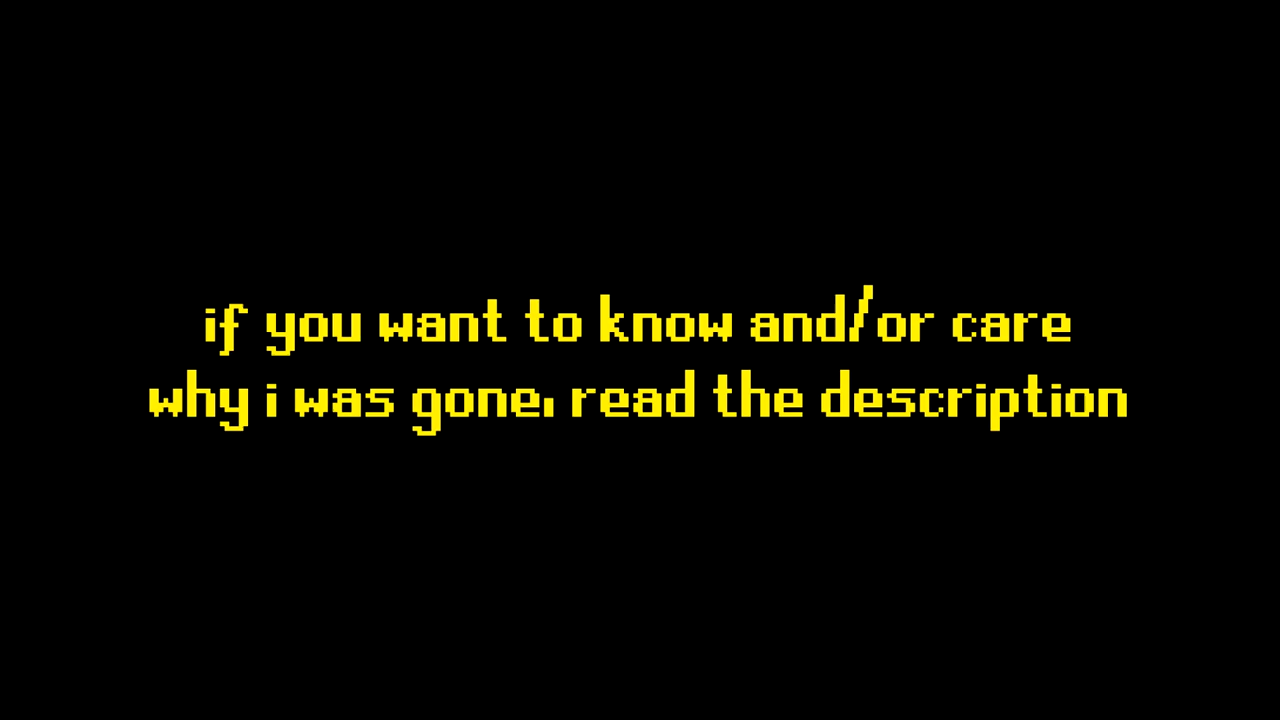 if you want to know and/or care
why i was gone, read the description